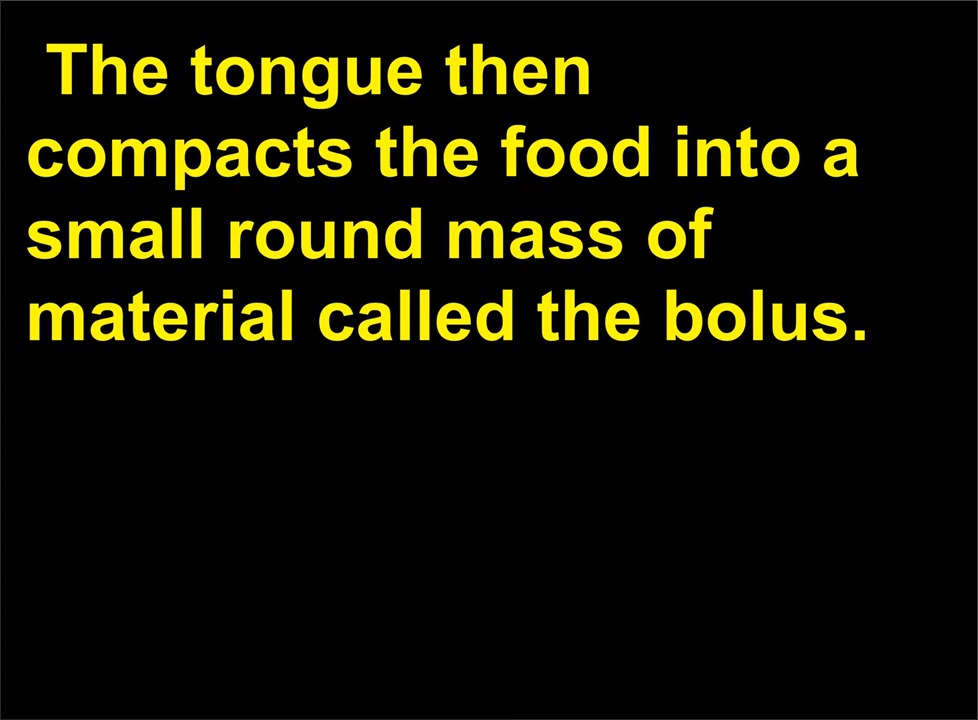 The tongue then
compacts the food into a
small round mass of
material called the bolus.